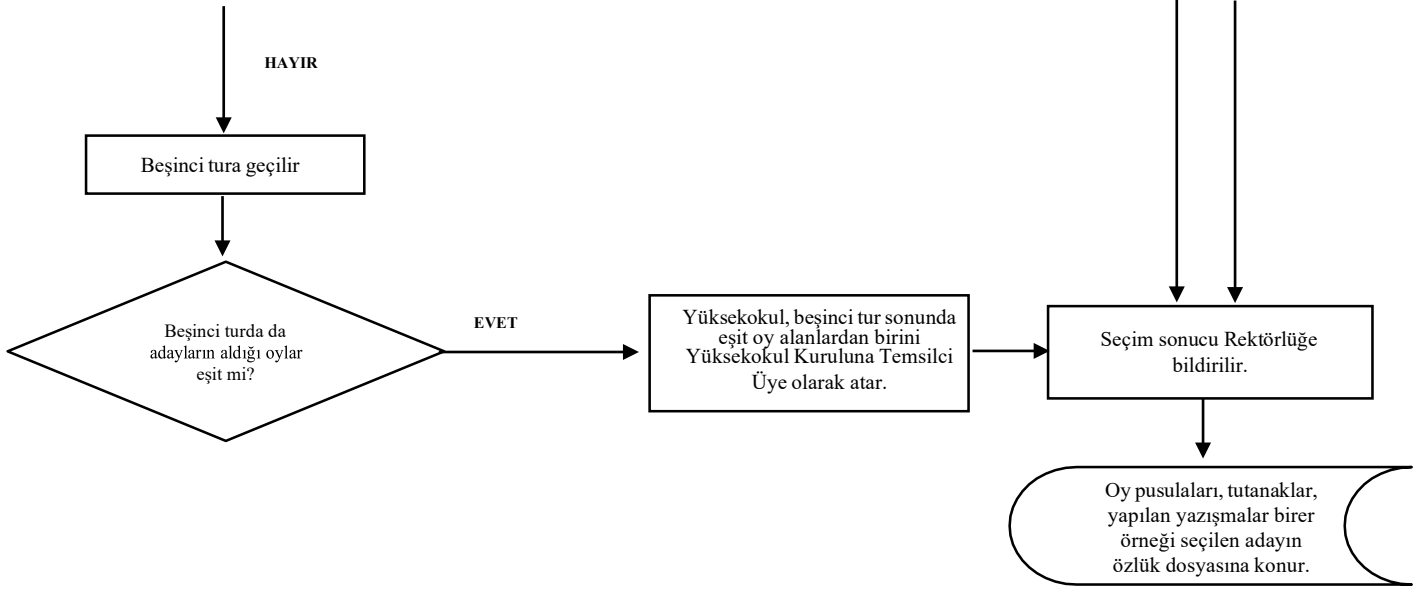 HAYIR
Beşinci tura geçilir
Beşinci turda da
adayların aldığı oylar
eşit mi?
EVET
Yüksekokul, beşinci tur sonunda
eşit oy alanlardan birini
Yüksekokul Kuruluna Temsilci
Üye olarak atar.
Seçim sonucu Rektörlüğe
bildirilir.
Oy pusulaları, tutanaklar,
yapılan yazışmalar birer
örneği seçilen adayın
özlük dosyasına konur.